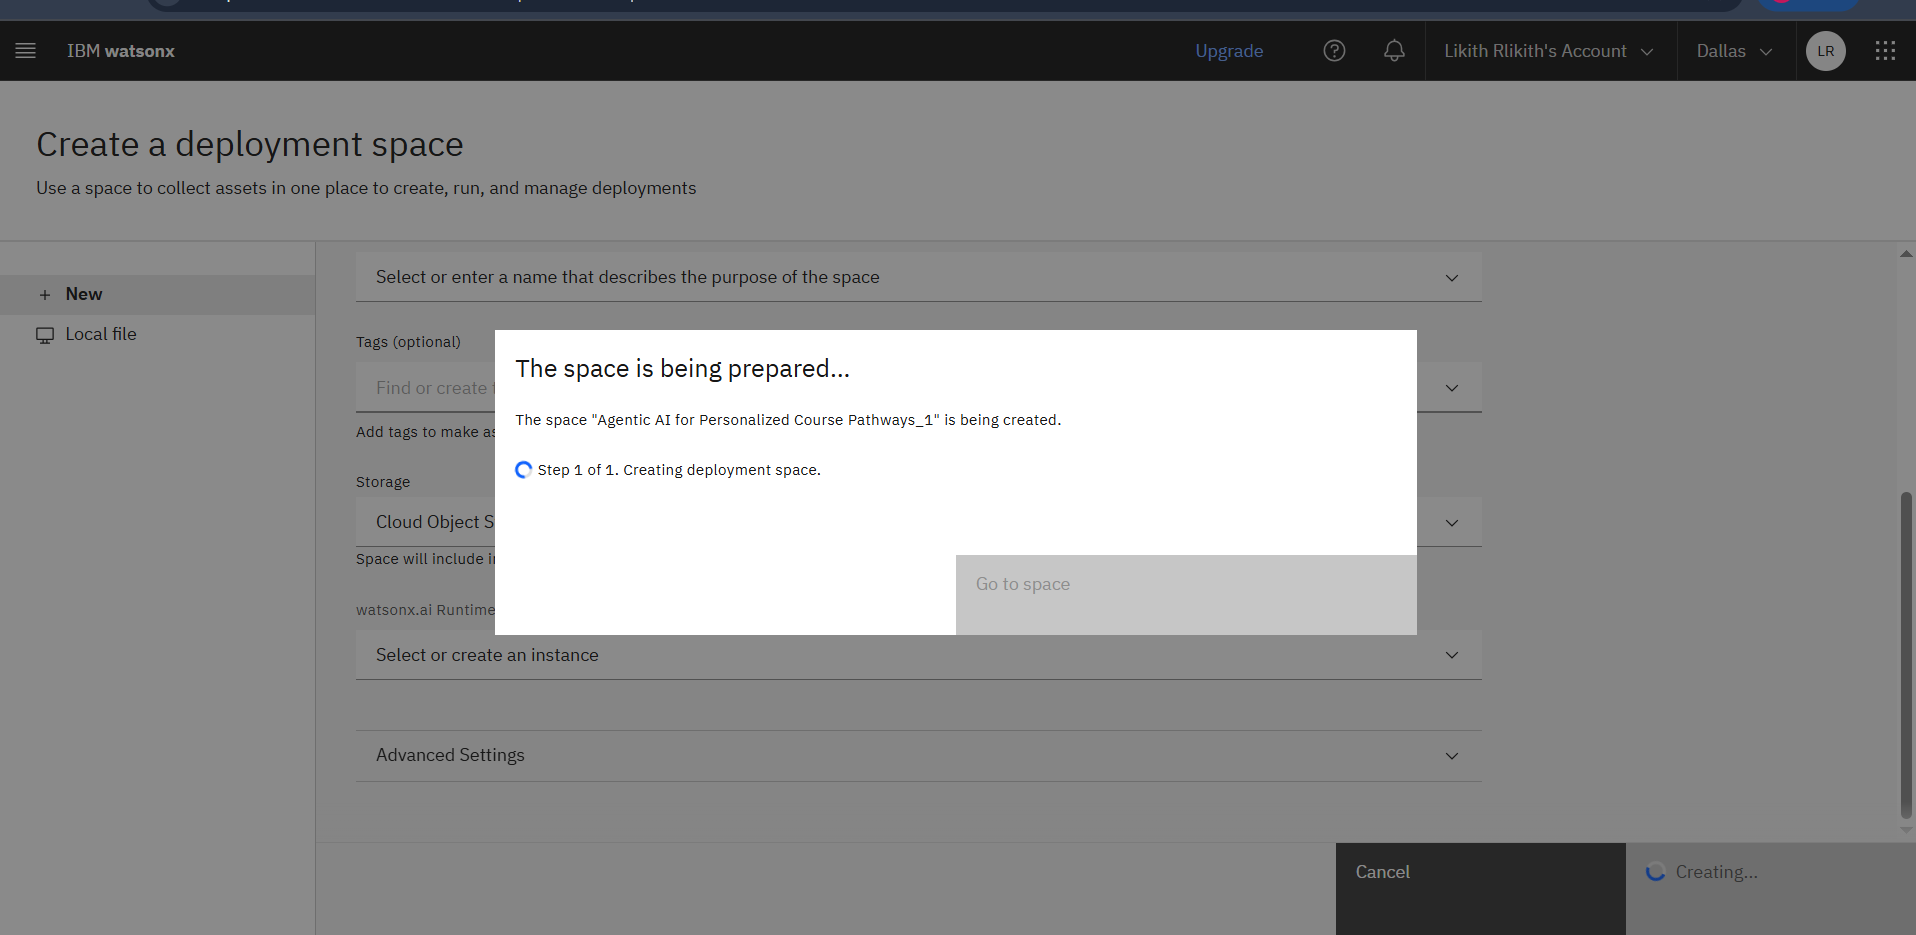 IBM watsonx
Upgrade
Likith Rlikith's Account
Dallas
LR
Create a deployment space
Use a space to collect assets in one place to create, run, and manage deployments
New
Local file
Select or enter a name that describes the purpose of the space
Tags (optional)
Find or create
Add tags to make as
Storage
Cloud Object S
Space will include i
watsonx.ai Runtime
Select or create an instance
Advanced Settings
The space is being prepared...
The space "Agentic AI for Personalized Course Pathways_1" is being created.
Step 1 of 1. Creating deployment space.
Go to space
Cancel
Creating...